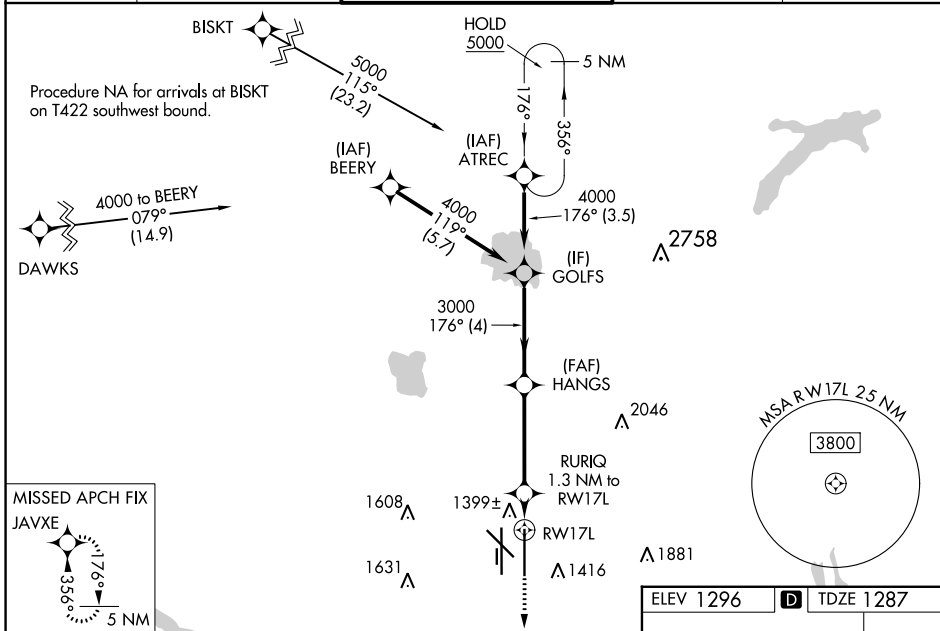 BISKT
HOLD
5000
5 NM
5000
115°
(23.2)
Procedure NA for arrivals at BISKT
on T422 southwest bound.
176°
356°
(IAF)
ATREC
(IAF)
BEERY
4000 to BEERY
079°
(14.9)
DAWKS
4000
119°
(5.7)
4000
176° (3.5)
2758
(IF)
GOLFS
3000
176° (4)
(FAF)
HANGS
2046
MSA RW17L 25 NM
3800
RURIQ
1.3 NM to
RW17L
MISSED APCH FIX
JAVXE
176°
356°
5 NM
1608
1399±
RW17L
1631
1416
1881
ELEV 1296 D TDZE 1287